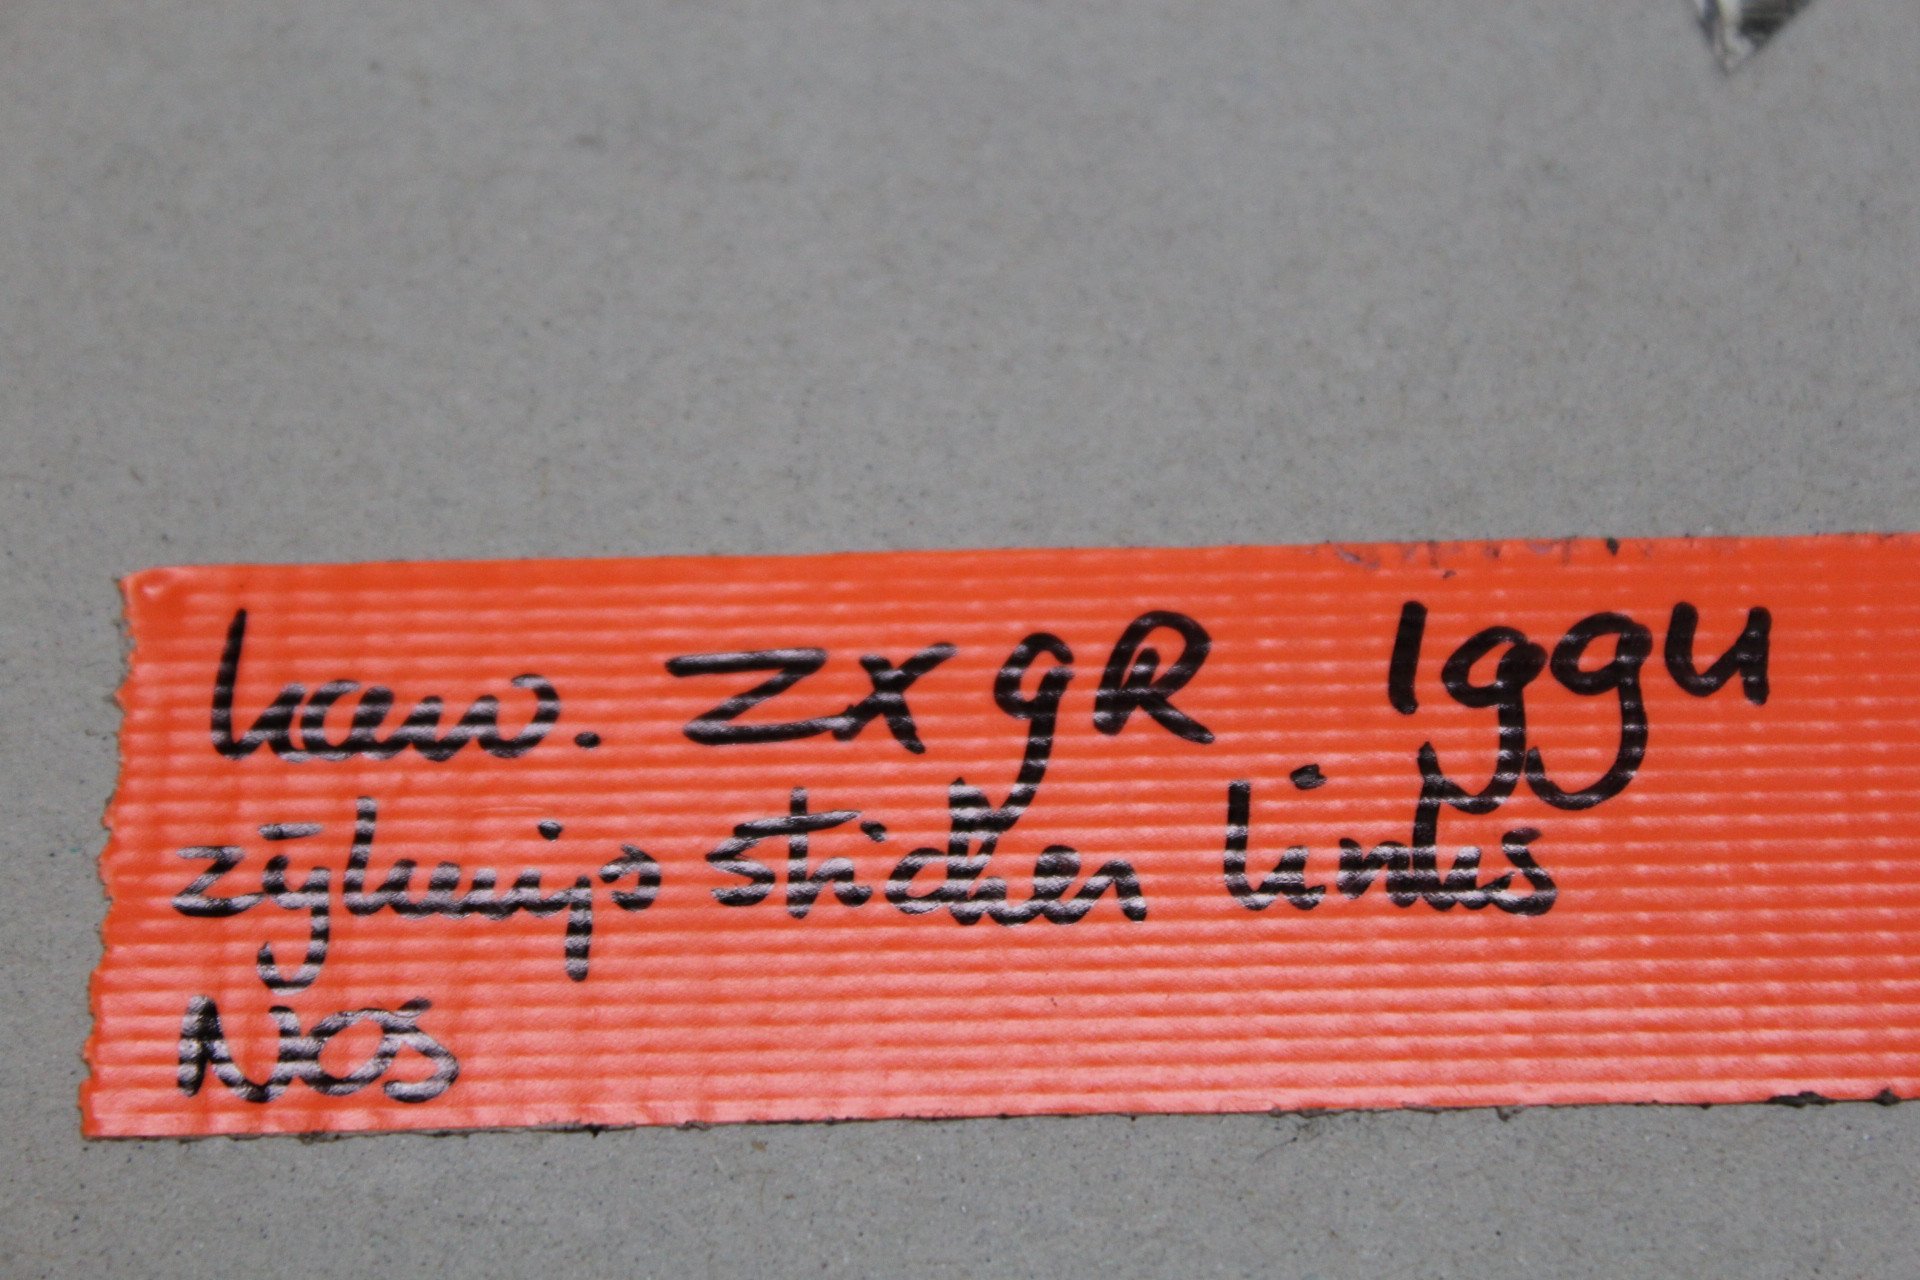 kaw. ZX9R 1994
zijkuip sticker links
NOS